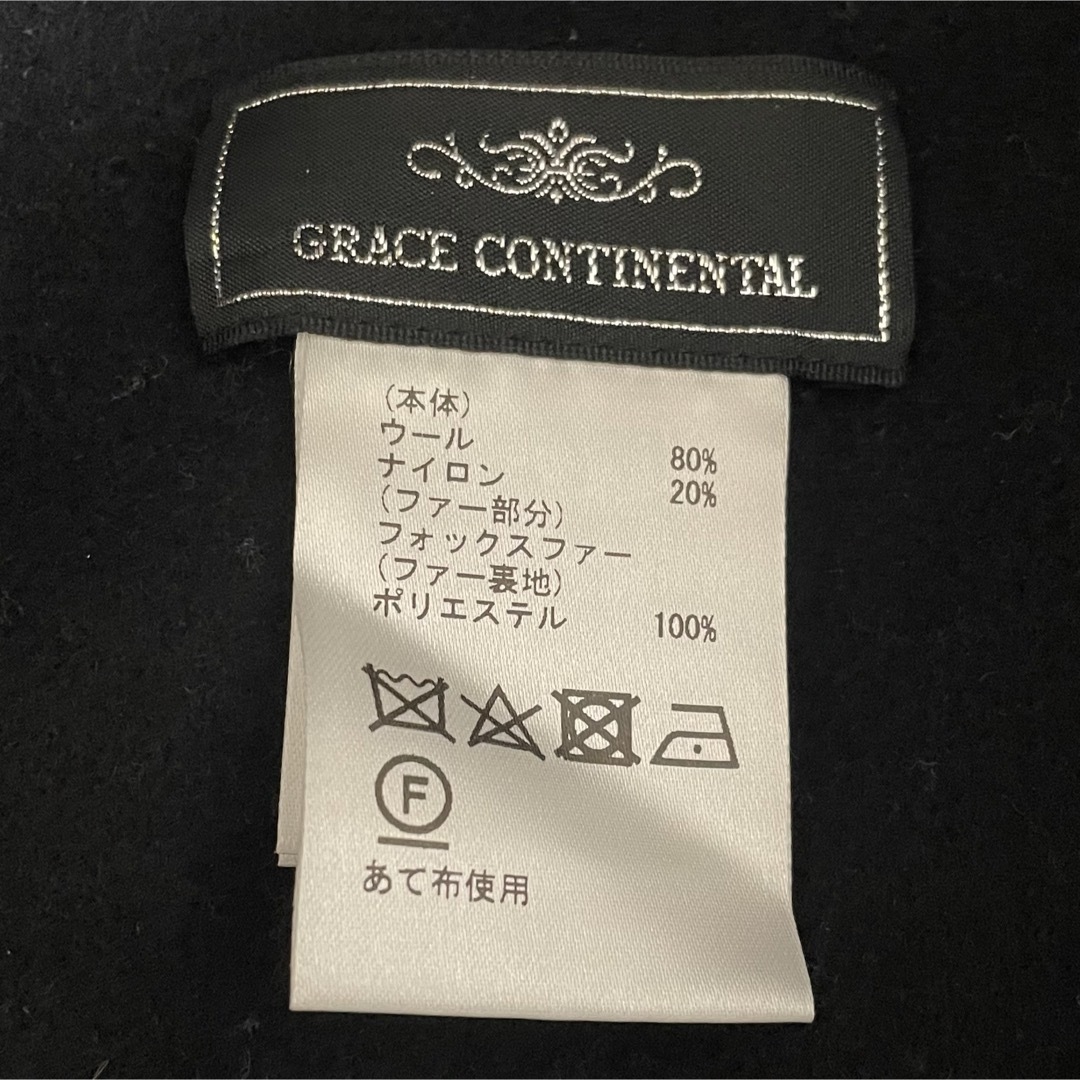 GRACE CONTINENTAL
(本体)
ウール 80%
ナイロン 20%
(ファー部分)
フォックスファー
(ファー裏地)
ポリエステル 100%
F
あて布使用